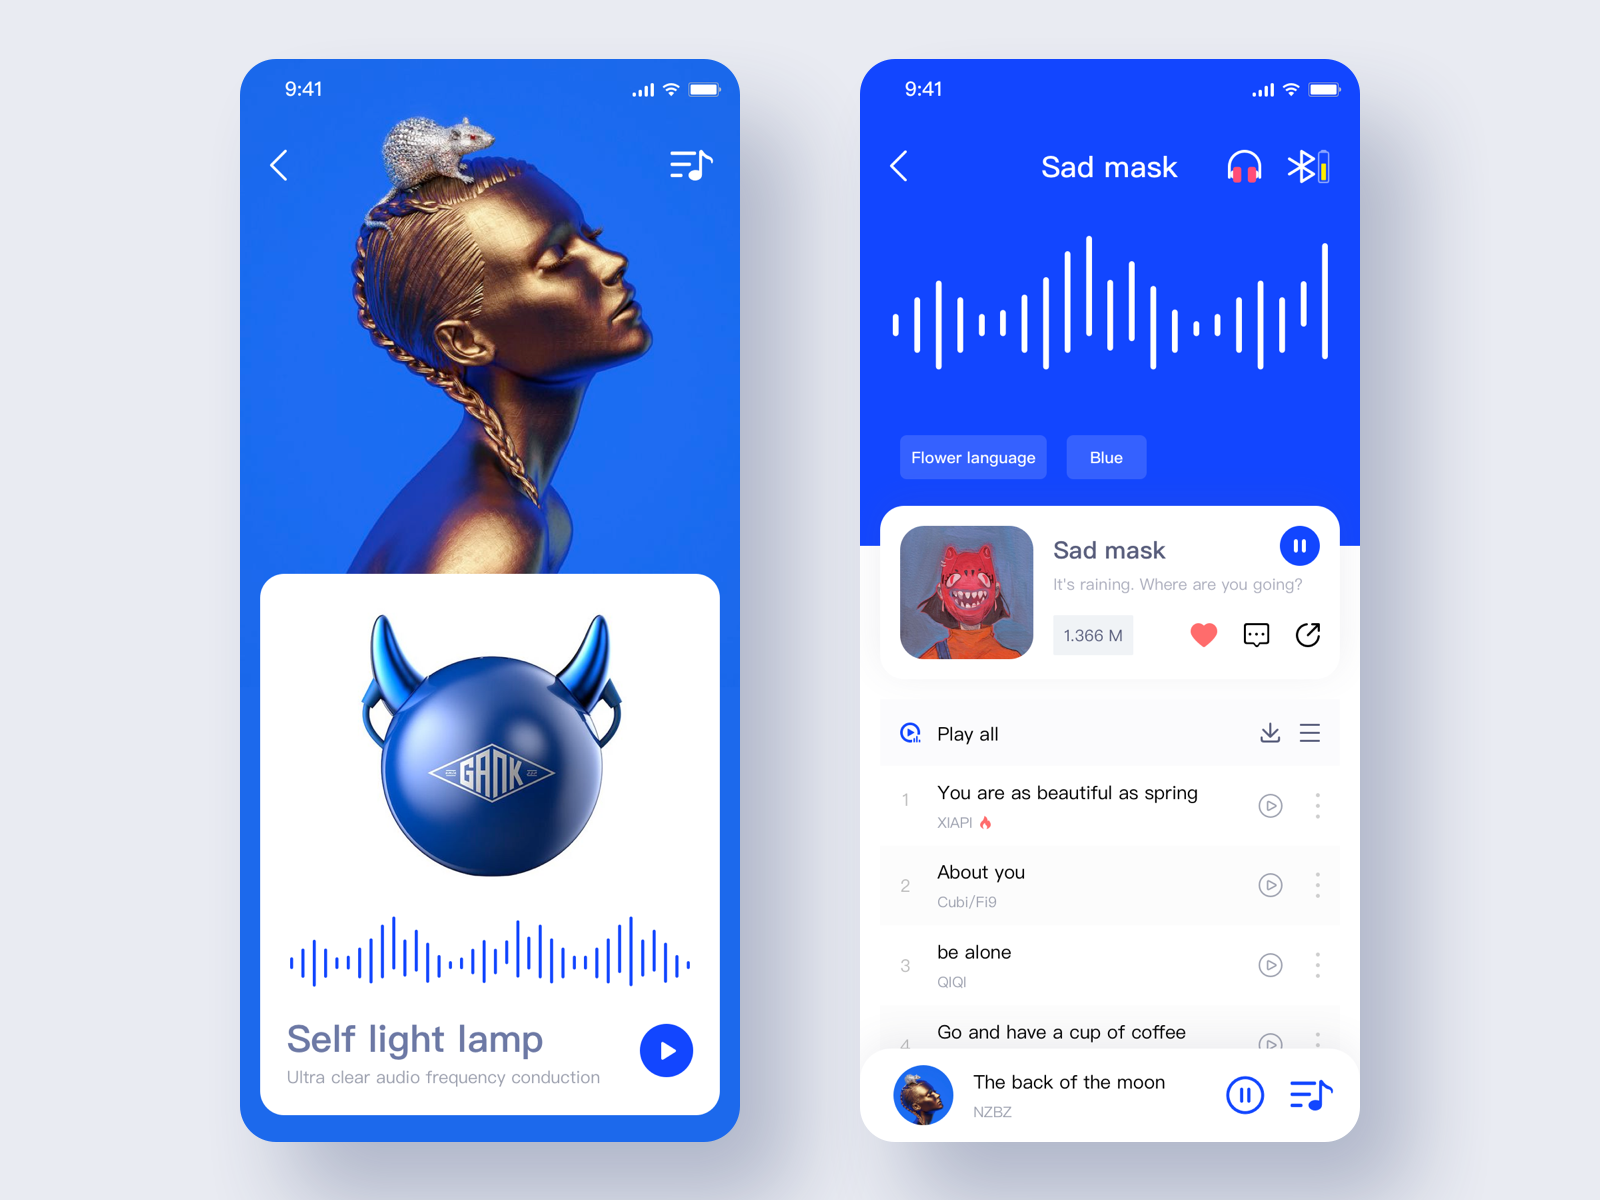 9:41
GANK
Self light lamp
Ultra clear audio frequency conduction
9:41
Sad mask
Flower language
Blue
Sad mask
It's raining. Where are you going?
1.366 M
Play all
1
You are as beautiful as spring
XIAPI
2
About you
Cubi/Fi9
3
be alone
QIQI
4
Go and have a cup of coffee
The back of the moon
NZBZ